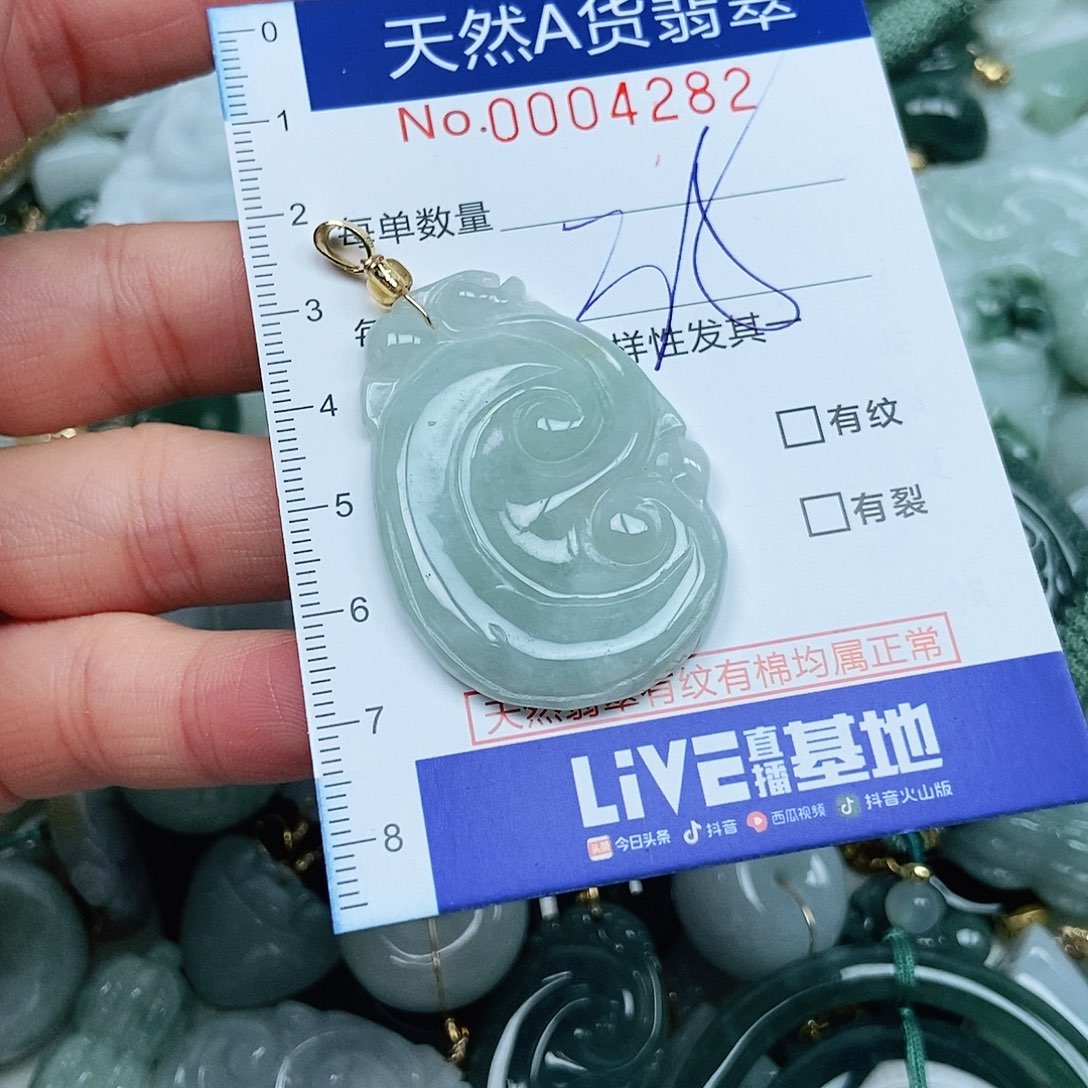 0
天然A货翡翠
1
No.0004282
2
每单数量
3
样性发其
4
有纹
5
有裂
6
天然翡翠有纹有棉均属正常
7
LiVE直播基地
8
今日头条 抖音 西瓜视频 抖音火山版